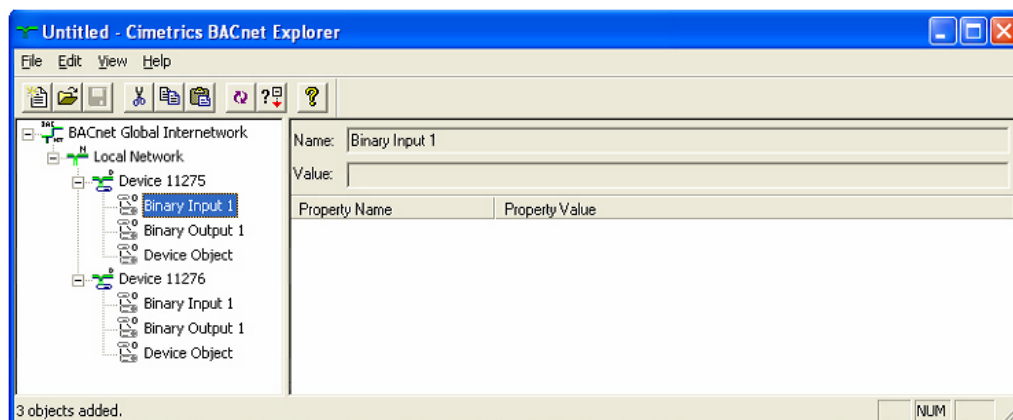 Untitled - Cimetrics BACnet Explorer
File Edit View Help
BACnet Global Internetwork
Local Network
Device 11275
Binary Input 1
Binary Output 1
Device Object
Device 11276
Binary Input 1
Binary Output 1
Device Object
Name: Binary Input 1
Value:
Property Name Property Value
3 objects added.
NUM